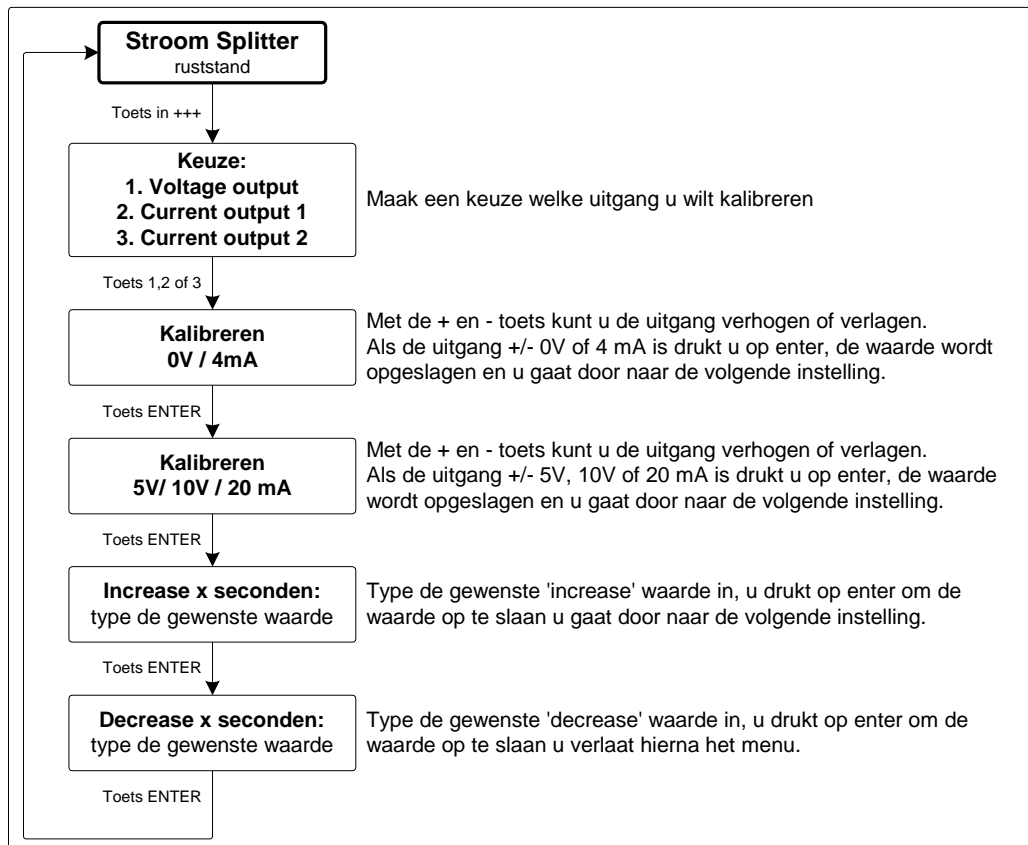 Stroom Splitter
ruststand
Toets in +++
Keuze:
1. Voltage output
2. Current output 1
3. Current output 2
Maak een keuze welke uitgang u wilt kalibreren
Toets 1,2 of 3
Kalibreren
0V / 4mA
Met de + en - toets kunt u de uitgang verhogen of verlagen.
Als de uitgang +/- 0V of 4 mA is drukt u op enter, de waarde wordt
opgeslagen en u gaat door naar de volgende instelling.
Toets ENTER
Kalibreren
5V/ 10V / 20 mA
Met de + en - toets kunt u de uitgang verhogen of verlagen.
Als de uitgang +/- 5V, 10V of 20 mA is drukt u op enter, de waarde
wordt opgeslagen en u gaat door naar de volgende instelling.
Toets ENTER
Increase x seconden:
type de gewenste waarde
Type de gewenste 'increase' waarde in, u drukt op enter om de
waarde op te slaan u gaat door naar de volgende instelling.
Toets ENTER
Decrease x seconden:
type de gewenste waarde
Type de gewenste 'decrease' waarde in, u drukt op enter om de
waarde op te slaan u verlaat hierna het menu.
Toets ENTER